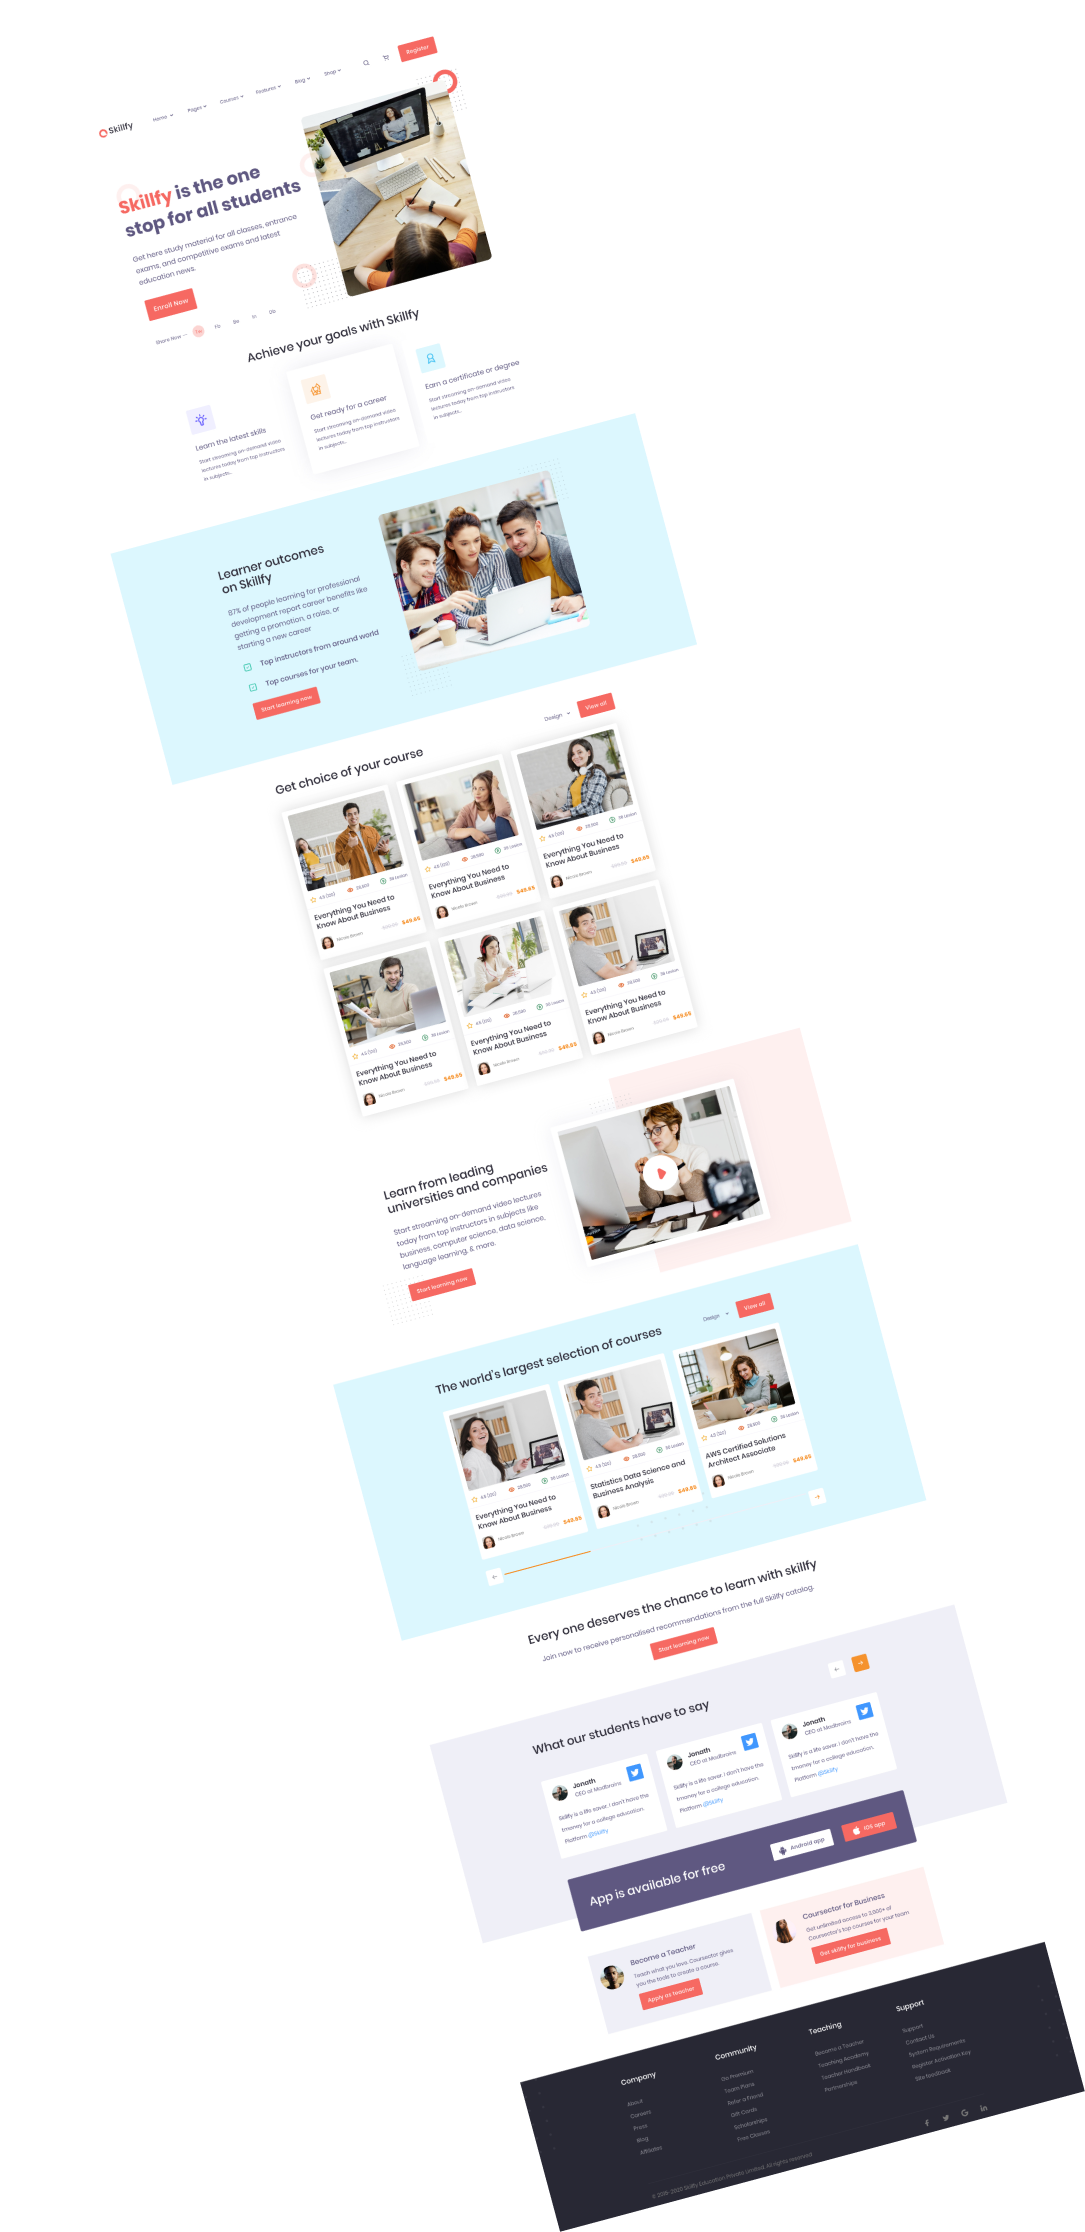 Skillfy
Home
Pages
Courses
Features
Blog
Shop
Register
Skillfy is the one
stop for all students
Get here study material for all classes, entrance
exams, and competitive exams and latest
education news.
Enroll Now
Share Now —
Tw
Fb
Be
In
Db
Achieve your goals with Skillfy
Learn the latest skills
Start streaming on-demand video
lectures today from top instructors
in subjects..
Get ready for a career
Start streaming on-demand video
lectures today from top instructors
in subjects..
Earn a certificate or degree
Start streaming on-demand video
lectures today from top instructors
in subjects..
Learner outcomes
on Skillfy
87% of people learning for professional
development report career benefits like
getting a promotion, a raise, or
starting a new career
Top instructors from around world
Top courses for your team.
Start learning now
Get choice of your course
Design
View all
Everything You Need to
Know About Business
Nicole Brown
$49.65
Everything You Need to
Know About Business
Nicole Brown
$49.65
Everything You Need to
Know About Business
Nicole Brown
$49.65
Everything You Need to
Know About Business
Nicole Brown
$49.65
Everything You Need to
Know About Business
Nicole Brown
$49.65
Everything You Need to
Know About Business
Nicole Brown
$49.65
Learn from leading
universities and companies
Start streaming on-demand video lectures
today from top instructors in subjects like
business, computer science, data science,
language learning, & more.
Start learning now
The world's largest selection of courses
Design
View all
Everything You Need to
Know About Business
Nicole Brown
$49.65
Statistics Data Science and
Business Analysis
Nicole Brown
$49.65
AWS Certified Solutions
Architect Associate
Nicole Brown
$49.65
Every one deserves the chance to learn with skillfy
Join now to receive personalised recommendations from the full Skillfy catalog.
Start learning now
What our students have to say
Jonath
CEO at Modbrains
Skillfy is a life saver. I don't have the
tmoney for a college education.
Platform @Skillfy
Jonath
CEO at Modbrains
Skillfy is a life saver. I don't have the
tmoney for a college education.
Platform @Skillfy
Jonath
CEO at Modbrains
Skillfy is a life saver. I don't have the
tmoney for a college education.
Platform @Skillfy
App is available for free
Android app
iOS app
Become a Teacher
Teach what you love. Coursector gives
you the tools to create a course.
Apply as teacher
Coursector for Business
Get unlimited access to 3,000+ of
Coursector's top courses for your team
Get skillfy for business
Company
About
Careers
Press
Blog
Affiliates
Community
Go Premium
Team Plans
Refer a Friend
Gift Cards
Scholarships
Free Classes
Teaching
Become a Teacher
Teaching Academy
Teacher Handbook
Partnerships
Support
Support
Contact Us
System Requirements
Register Activation Key
Site feedback
© 2016-2020 Skillfy Education Private Limited. All rights reserved